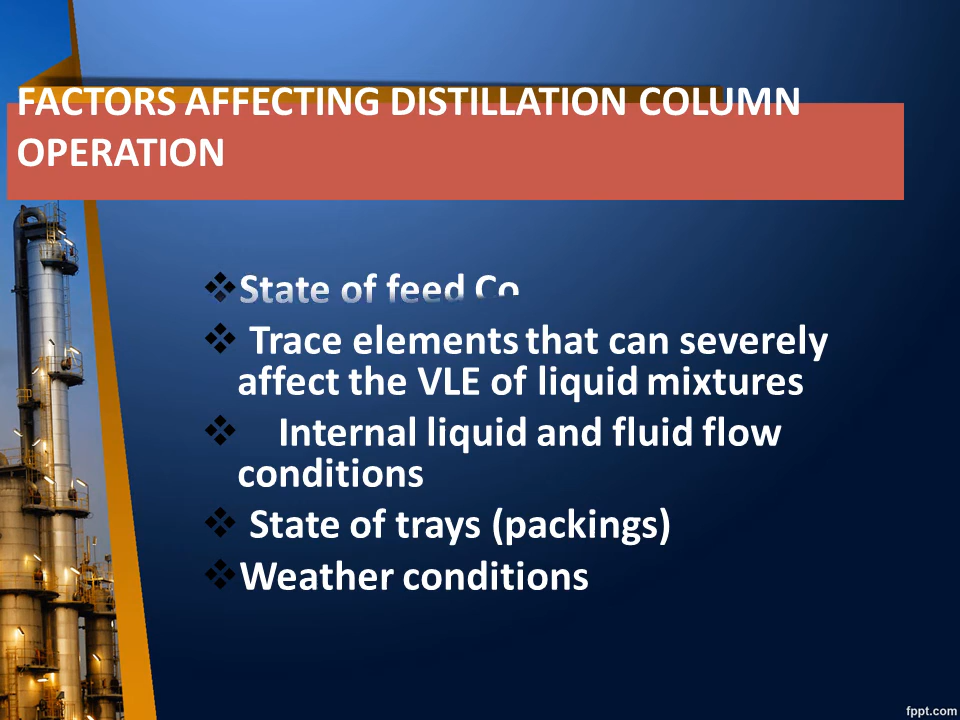 FACTORS AFFECTING DISTILLATION COLUMN
OPERATION
❖State of feed Co
❖ Trace elements that can severely
affect the VLE of liquid mixtures
❖ Internal liquid and fluid flow
conditions
❖ State of trays (packings)
❖Weather conditions
fppt.com